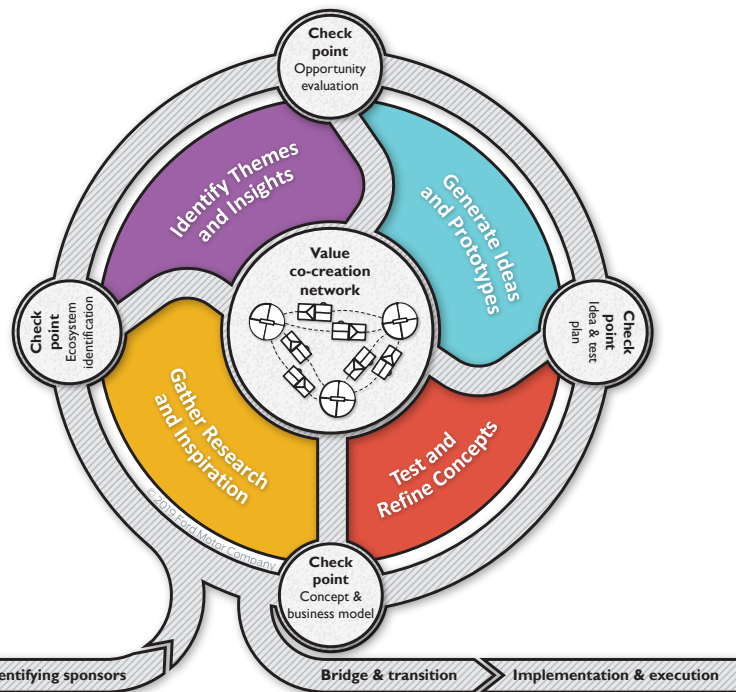 Check
point
Opportunity
evaluation
Identify Themes
and Insights
Generate Ideas
and Prototypes
Value
co-creation
network
Check
point
Ecosystem
identification
Check
point
Idea & test
plan
Gather Research
and Inspiration
Test and
Refine Concepts
© 2019 Ford Motor Company
Check
point
Concept &
business model
entifying sponsors
Bridge & transition
Implementation & execution